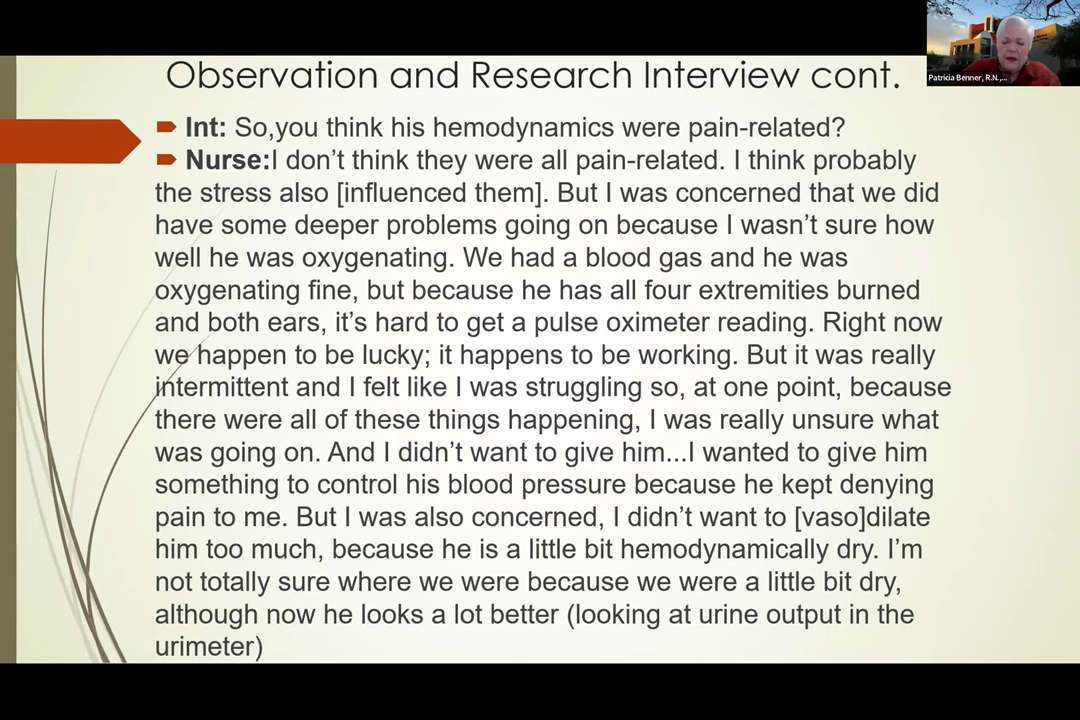 Observation and Research Interview cont.
Patricia Benner, R.N.,...
Int: So,you think his hemodynamics were pain-related?
Nurse:I don’t think they were all pain-related. I think probably
the stress also [influenced them]. But I was concerned that we did
have some deeper problems going on because I wasn’t sure how
well he was oxygenating. We had a blood gas and he was
oxygenating fine, but because he has all four extremities burned
and both ears, it’s hard to get a pulse oximeter reading. Right now
we happen to be lucky; it happens to be working. But it was really
intermittent and I felt like I was struggling so, at one point, because
there were all of these things happening, I was really unsure what
was going on. And I didn’t want to give him...I wanted to give him
something to control his blood pressure because he kept denying
pain to me. But I was also concerned, I didn’t want to [vaso]dilate
him too much, because he is a little bit hemodynamically dry. I’m
not totally sure where we were because we were a little bit dry,
although now he looks a lot better (looking at urine output in the
urimeter)